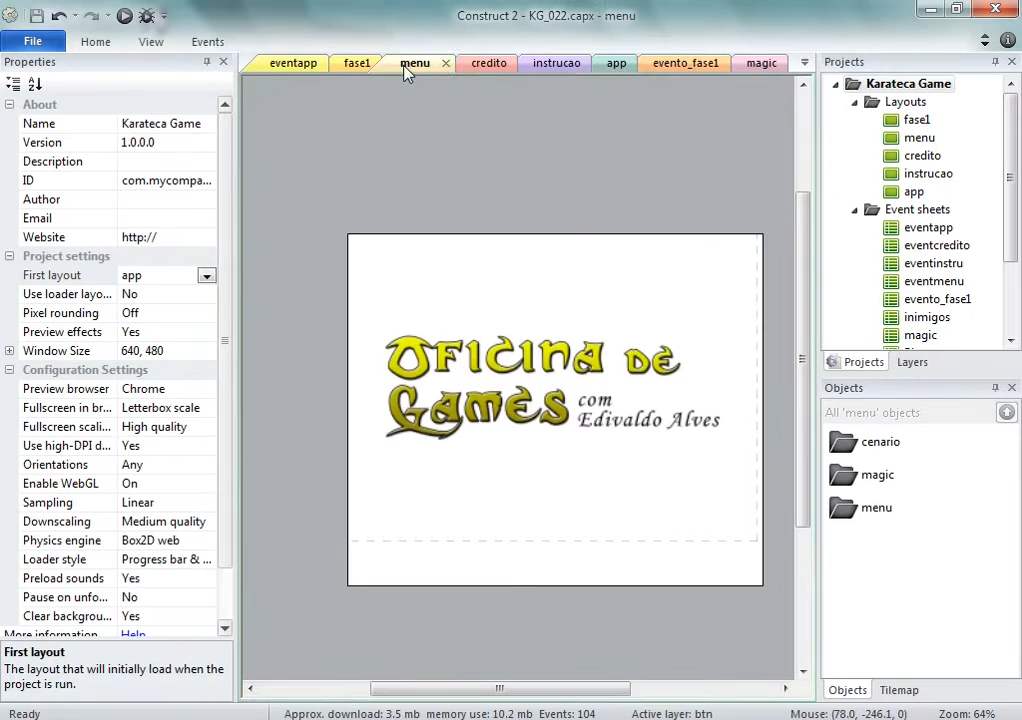 Construct 2 - KG_022.capx - menu
File Home View Events
Properties
About
Name Karateca Game
Version 1.0.0.0
Description
ID com.mycompa...
Author
Email
Website http://
Project settings
First layout app
Use loader layo... No
Pixel rounding Off
Preview effects Yes
Window Size 640, 480
Configuration Settings
Preview browser Chrome
Fullscreen in br... Letterbox scale
Fullscreen scali... High quality
Use high-DPI d... Yes
Orientations Any
Enable WebGL On
Sampling Linear
Downscaling Medium quality
Physics engine Box2D web
Loader style Progress bar & ...
Preload sounds Yes
Pause on unfo... No
Clear backgrou... Yes
More information Help
First layout
The layout that will initially load when the
project is run.
eventapp fase1 menu credito instrucao app evento_fase1 magic
Oficina de
Games com
Edivaldo Alves
Projects
Karateca Game
Layouts
fase1
menu
credito
instrucao
app
Event sheets
eventapp
eventcredito
eventinstru
eventmenu
evento_fase1
inimigos
magic
Projects Layers
Objects
All 'menu' objects
cenario
magic
menu
Objects Tilemap
Ready Approx. download: 3.5 mb memory use: 10.2 mb Events: 104 Active layer: btn Mouse: (78.0, -246.1, 0) Zoom: 64%